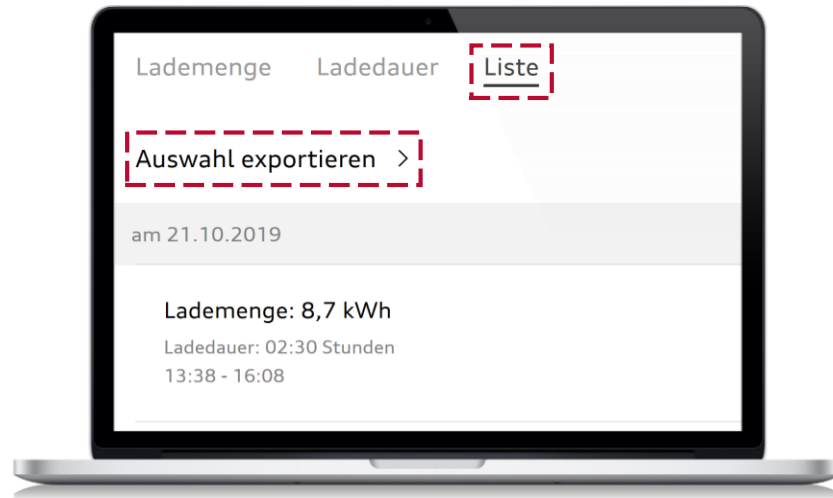 Lademenge Ladedauer Liste
Auswahl exportieren >
am 21.10.2019
Lademenge: 8,7 kWh
Ladedauer: 02:30 Stunden
13:38 - 16:08